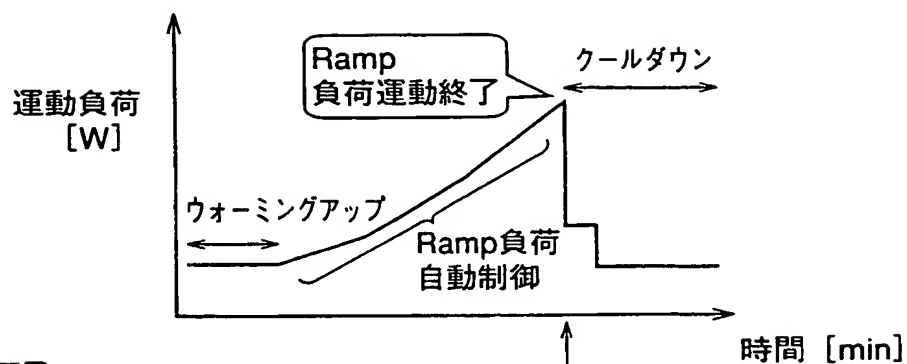 Ramp
負荷運動終了
クールダウン
運動負荷
[W]
ウォーミングアップ
Ramp負荷
自動制御
時間 [min]